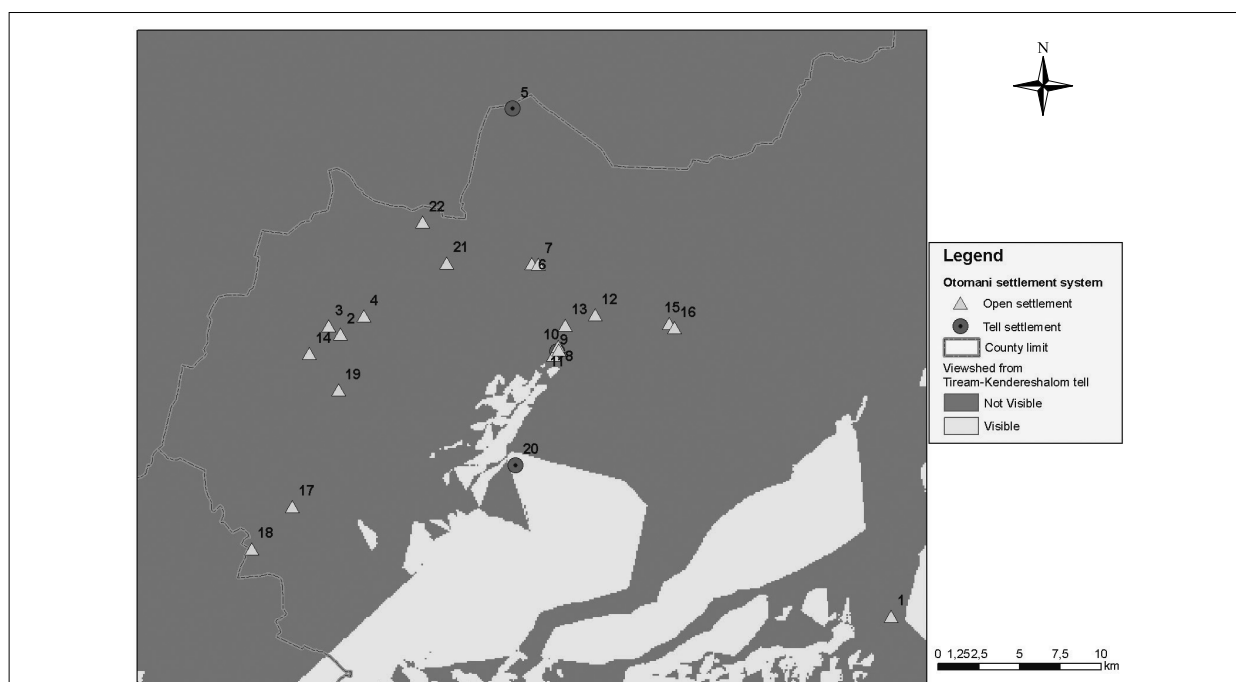 N
5
22
21
7
6
3
4
2
14
19
13
12
15
16
10
9
8
11
20
17
18
1
Legend
Otomani settlement system
Open settlement
Tell settlement
County limit
Viewshed from
Tiream-Kendereshalom tell
Not Visible
Visible
0 1,25 2,5 5 7,5 10
km